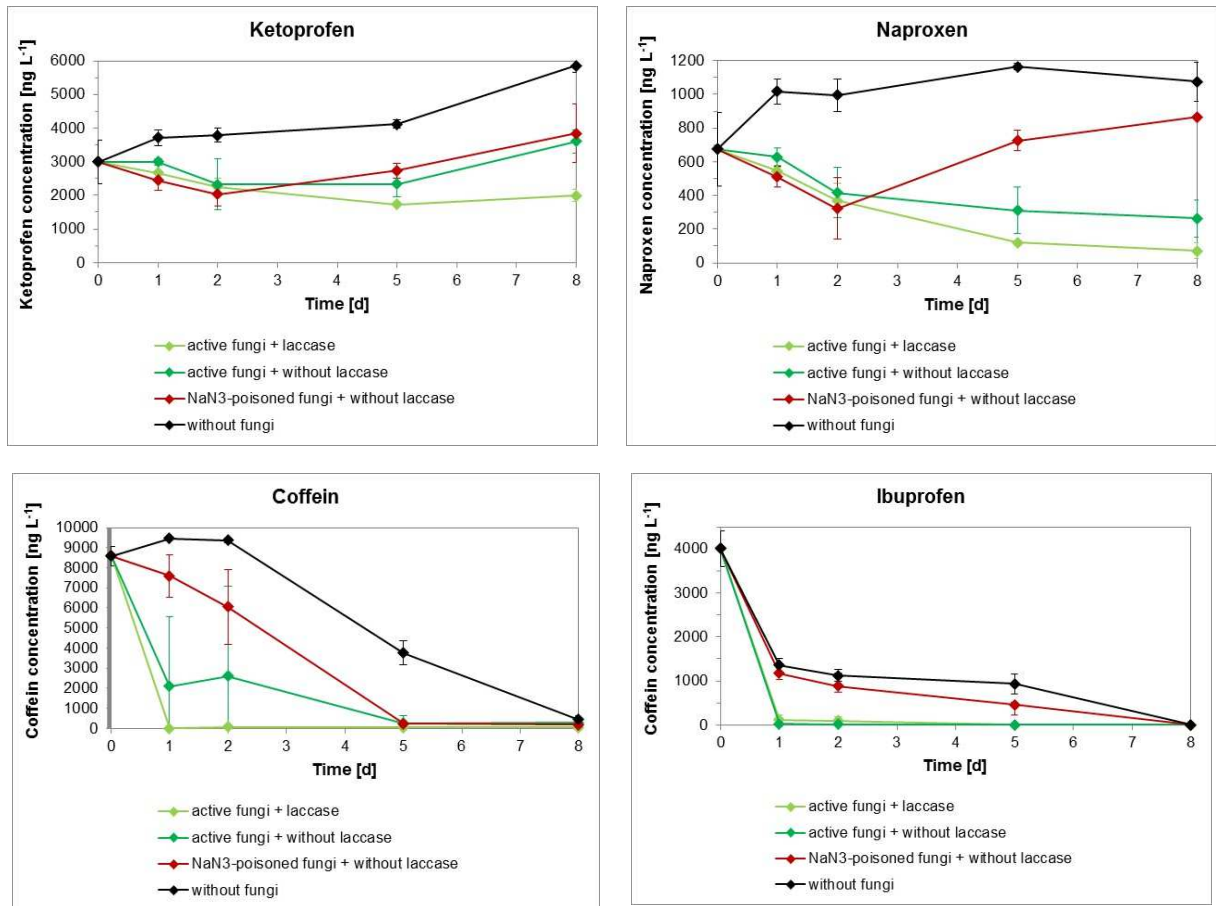 Ketoprofen
Ketoprofen concentration [ng L-1]
6000
5000
4000
3000
2000
1000
0
0 1 2 3 4 5 6 7 8
Time [d]
active fungi + laccase
active fungi + without laccase
NaN3-poisoned fungi + without laccase
without fungi
Naproxen
Naproxen concentration [ng L-1]
1200
1000
800
600
400
200
0
0 1 2 3 4 5 6 7 8
Time [d]
active fungi + laccase
active fungi + without laccase
NaN3-poisoned fungi + without laccase
without fungi
Coffein
Coffein concentration [ng L-1]
10000
9000
8000
7000
6000
5000
4000
3000
2000
1000
0
0 1 2 3 4 5 6 7 8
Time [d]
active fungi + laccase
active fungi + without laccase
NaN3-poisoned fungi + without laccase
without fungi
Ibuprofen
Coffein concentration [ng L-1]
4000
3000
2000
1000
0
0 1 2 3 4 5 6 7 8
Time [d]
active fungi + laccase
active fungi + without laccase
NaN3-poisoned fungi + without laccase
without fungi